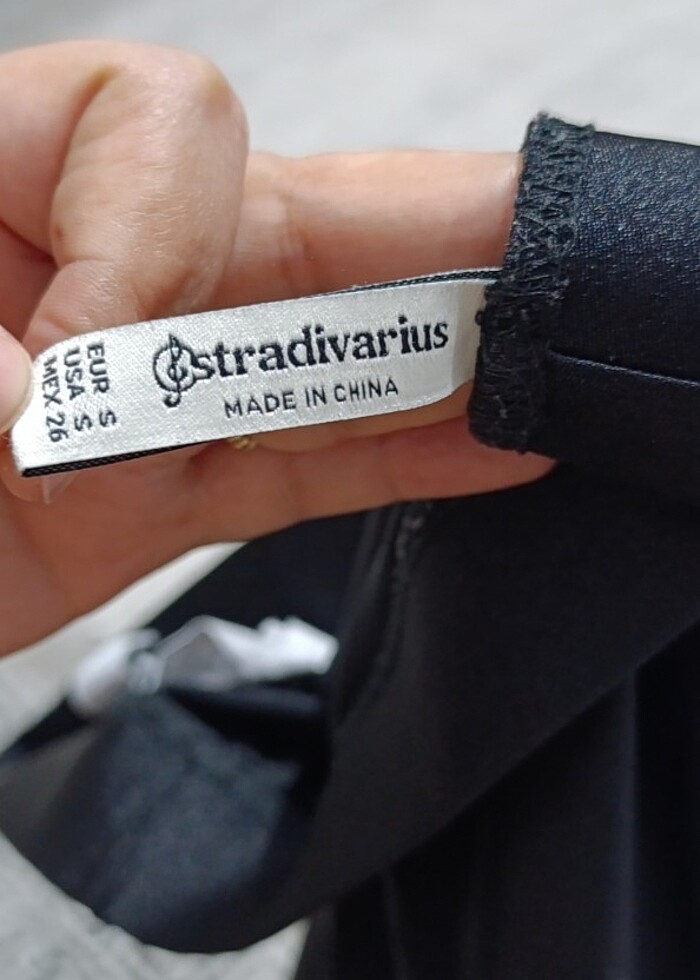 stradivarius
MADE IN CHINA
EUR S
USA S
MEX 26